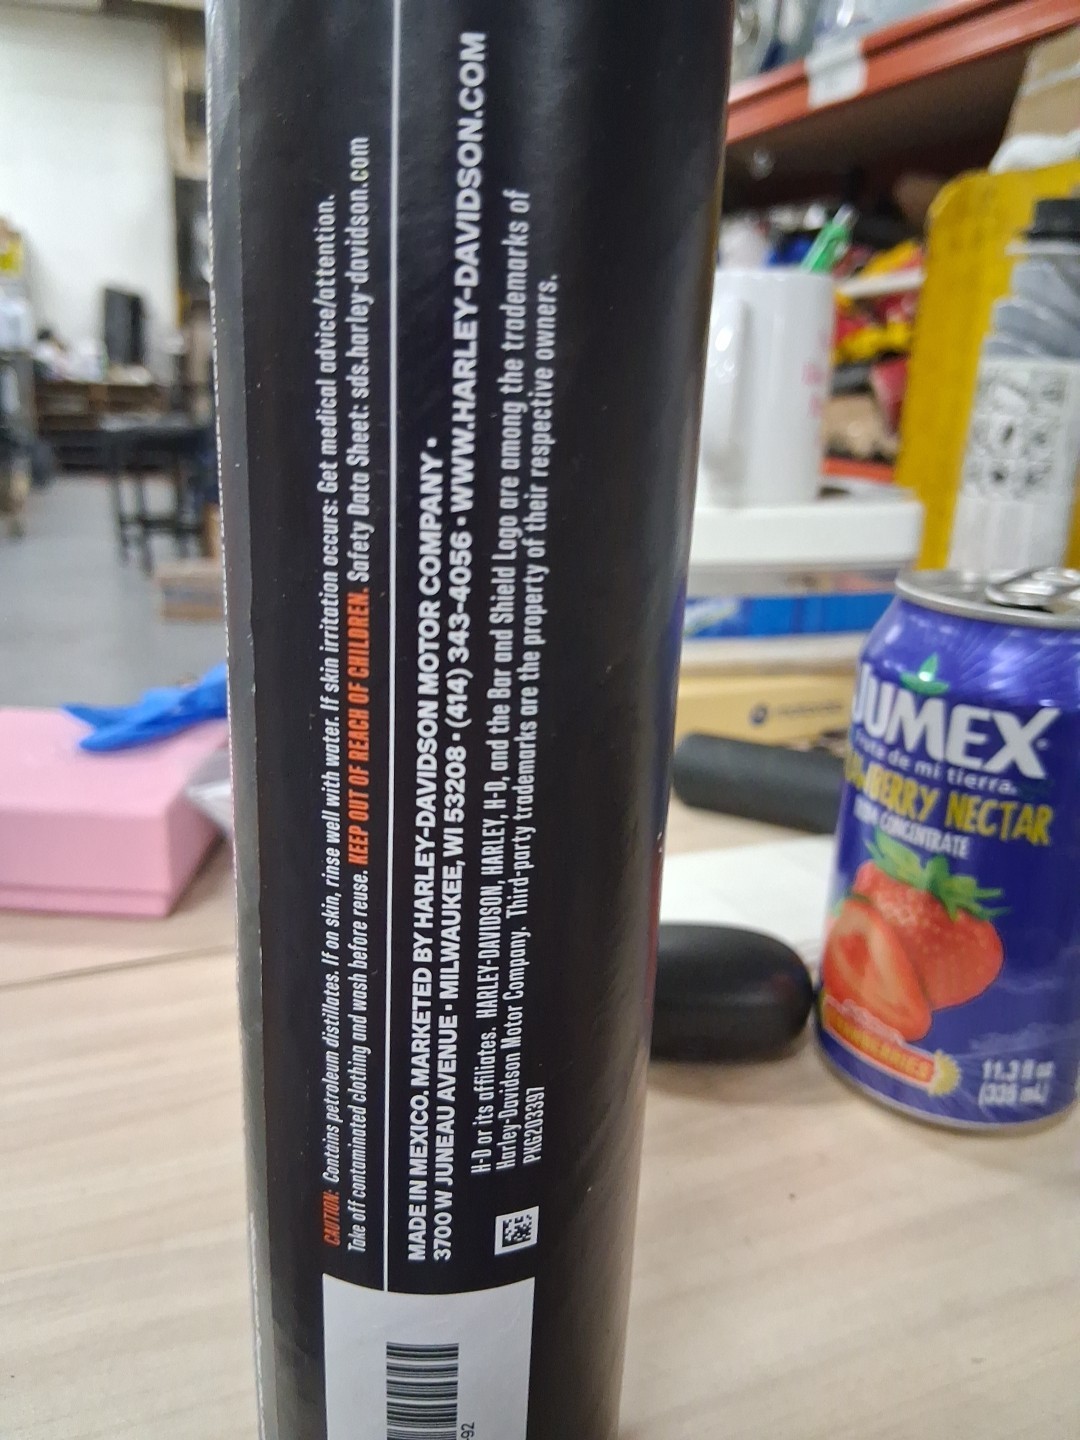 CAUTION: Contains petroleum distillates. If on skin, rinse well with water. If skin irritation occurs: Get medical advice/attention.
Take off contaminated clothing and wash before reuse. KEEP OUT OF REACH OF CHILDREN. Safety Data Sheet: sds.harley-davidson.com
MADE IN MEXICO. MARKETED BY HARLEY-DAVIDSON MOTOR COMPANY •
3700 W JUNEAU AVENUE • MILWAUKEE, WI 53208 • (414) 343-4056 • WWW.HARLEY-DAVIDSON.COM
H-D or its affiliates. HARLEY-DAVIDSON, HARLEY, H-D, and the Bar and Shield Logo are among the trademarks of
Harley-Davidson Motor Company. Third-party trademarks are the property of their respective owners.
PKG203397
-92
JUMEX
fruta de mi tierra.
NECTAR
CONCENTRATE
11.3 fl oz
(335 mL)